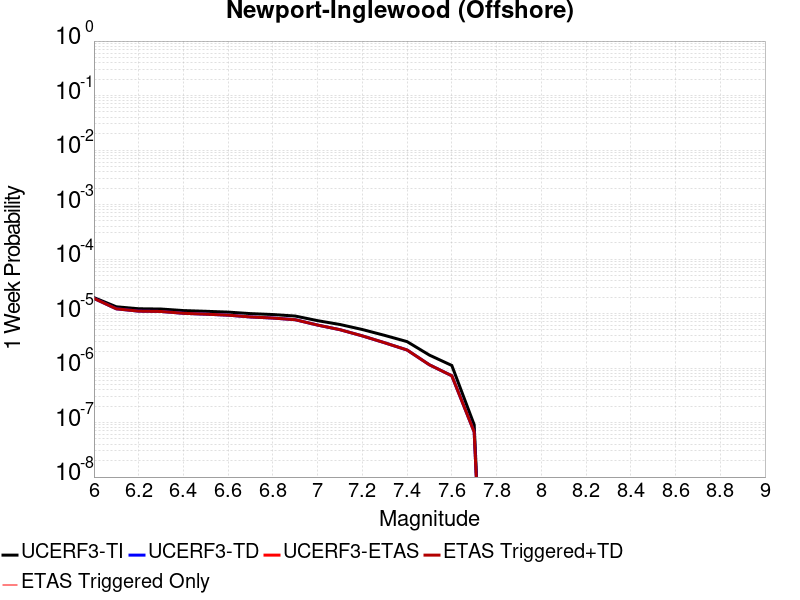 Newport-Inglewood (Offshore)
10^0
10^-1
10^-2
10^-3
10^-4
10^-5
10^-6
10^-7
10^-8
1 Week Probability
6 6.2 6.4 6.6 6.8 7 7.2 7.4 7.6 7.8 8 8.2 8.4 8.6 8.8 9
Magnitude
UCERF3-TI UCERF3-TD UCERF3-ETAS ETAS Triggered+TD
ETAS Triggered Only